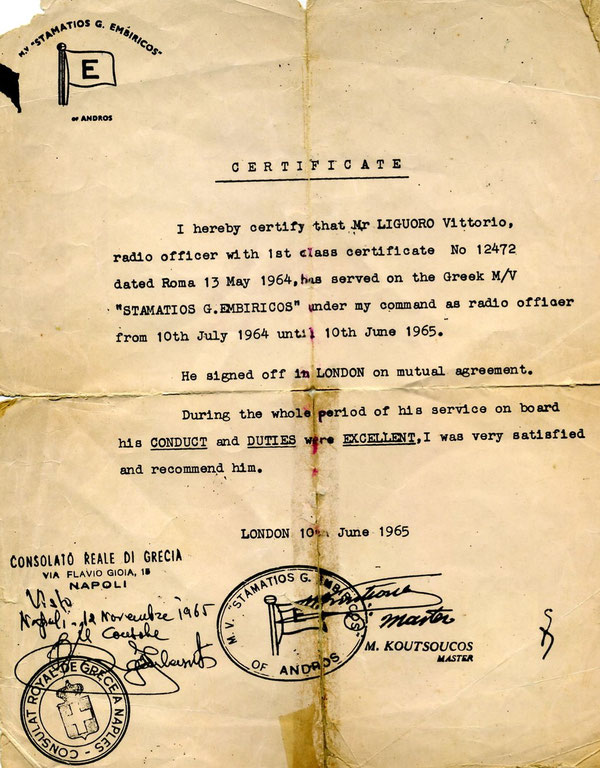 M.V "STAMATIOS G. EMBIRICOS"
E
OF ANDROS
CERTIFICATE
I hereby certify that Mr LIGUORO Vittorio,
radio officer with 1st class certificate No 12472
dated Roma 13 May 1964,has served on the Greek M/V
"STAMATIOS G.EMBIRICOS" under my command as radio officer
from 10th July 1964 until 10th June 1965.
He signed off in LONDON on mutual agreement.
During the whole period of his service on board
his CONDUCT and DUTIES were EXCELLENT,I was very satisfied
and recommend him.
LONDON 10th June 1965
CONSOLATO REALE DI GRECIA
VIA FLAVIO GIOIA, 15
NAPOLI
Visto
Napoli, Novembre 1965
Il Console
CONSULAT ROYAL DE GRECE A NAPLES
M.V. "STAMATIOS G. EMBIRICOS"
E
OF ANDROS
Master
M. KOUTSOUCOS
MASTER